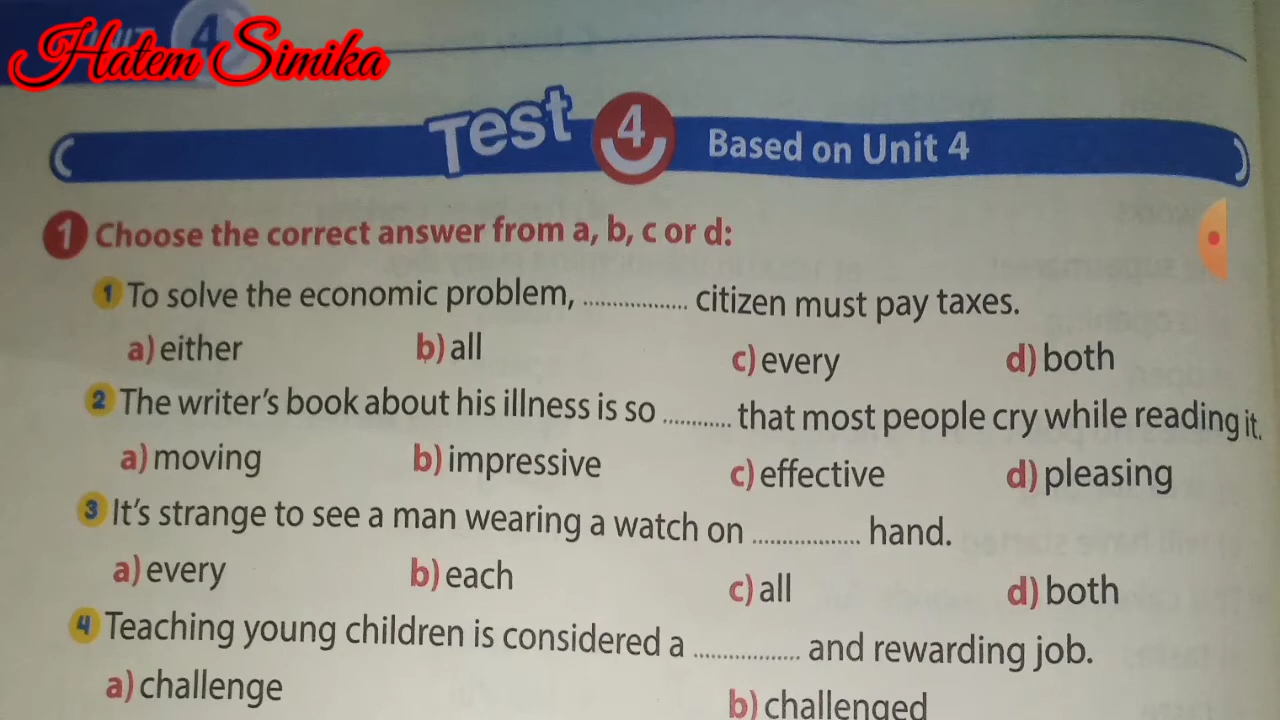 UNIT 4
Hatem Simika
Test 4 Based on Unit 4
1 Choose the correct answer from a, b, c or d:
1 To solve the economic problem, ................. citizen must pay taxes.
a) either b) all c) every d) both
2 The writer's book about his illness is so ........... that most people cry while reading it.
a) moving b) impressive c) effective d) pleasing
3 It's strange to see a man wearing a watch on ................. hand.
a) every b) each c) all d) both
4 Teaching young children is considered a ................. and rewarding job.
a) challenge b) challenged